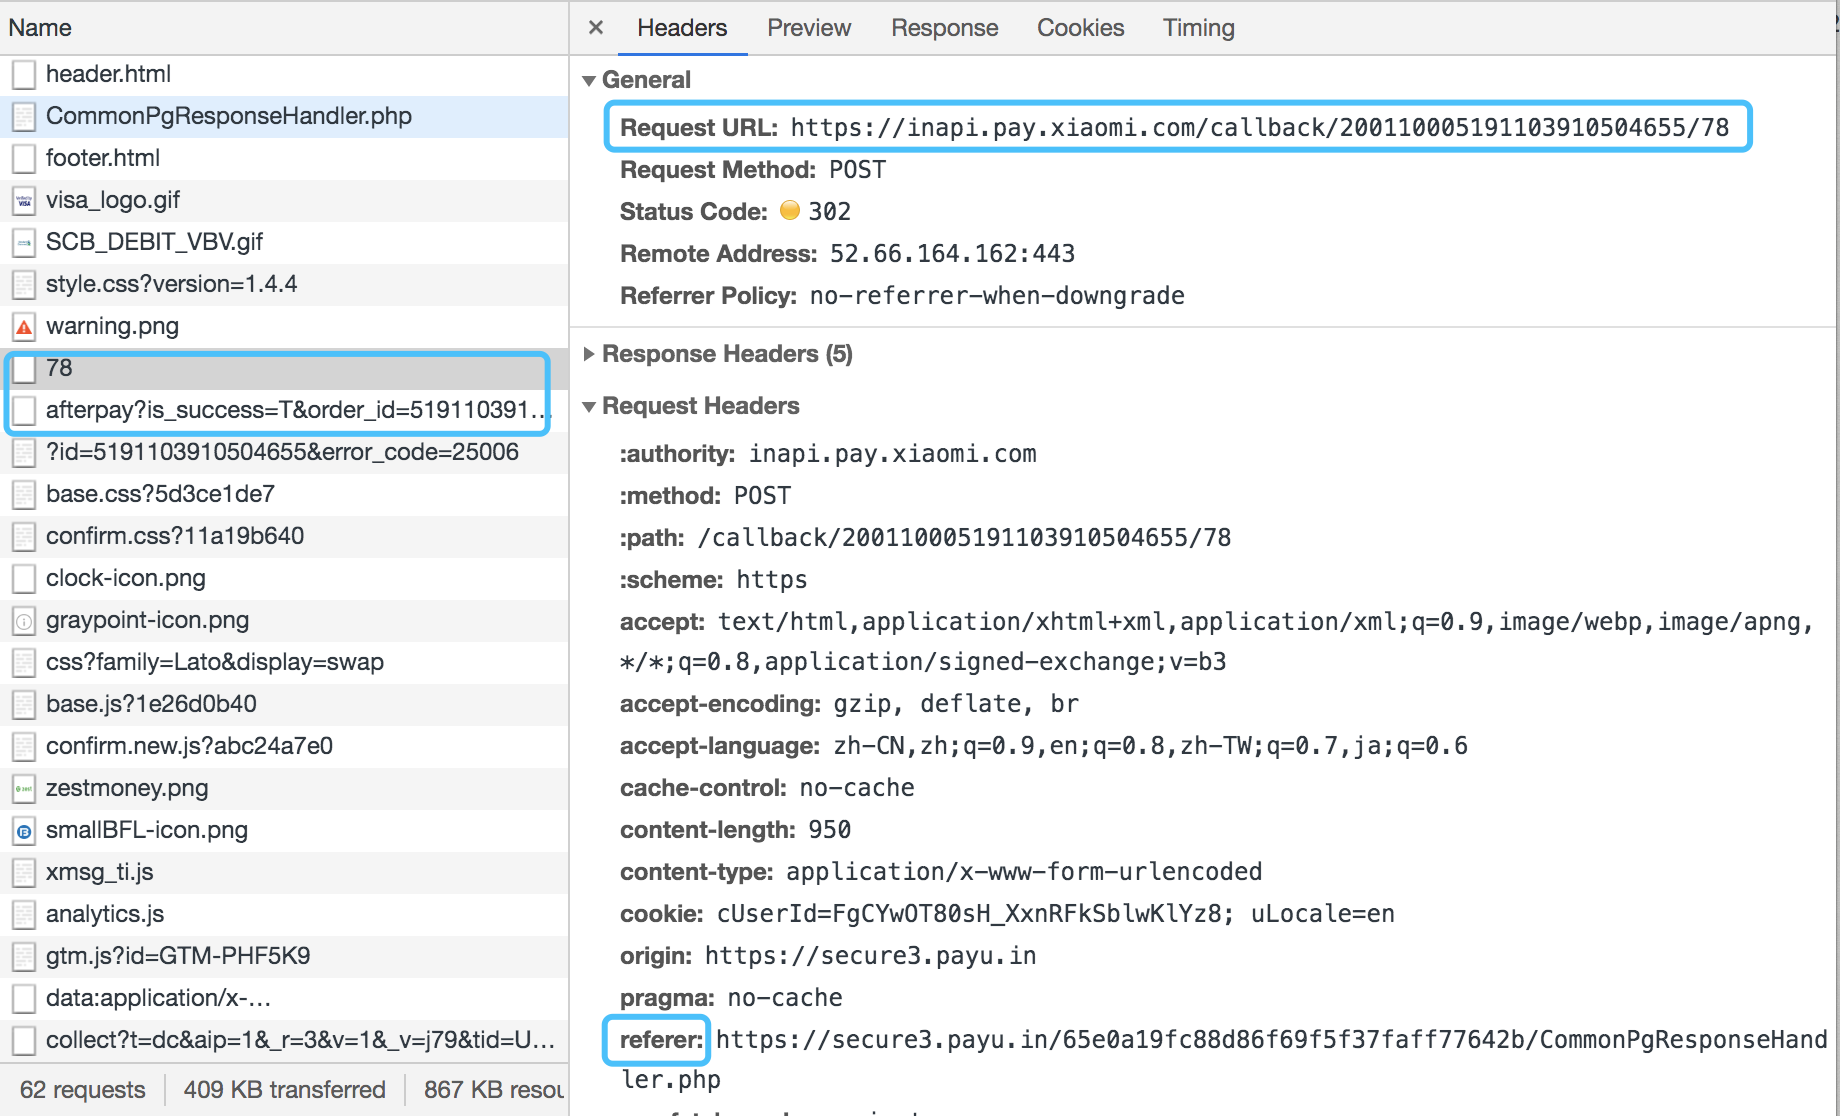 Name
header.html
CommonPgResponseHandler.php
footer.html
visa_logo.gif
SCB_DEBIT_VBV.gif
style.css?version=1.4.4
warning.png
78
afterpay?is_success=T&order_id=519110391...
?id=5191103910504655&error_code=25006
base.css?5d3ce1de7
confirm.css?11a19b640
clock-icon.png
graypoint-icon.png
css?family=Lato&display=swap
base.js?1e26d0b40
confirm.new.js?abc24a7e0
zestmoney.png
smallBFL-icon.png
xmsg_ti.js
analytics.js
gtm.js?id=GTM-PHF5K9
data:application/x-...
collect?t=dc&aip=1&_r=3&v=1&_v=j79&tid=U...
62 requests
409 KB transferred
867 KB resou
× Headers Preview Response Cookies Timing
General
Request URL: https://inapi.pay.xiaomi.com/callback/200110005191103910504655/78
Request Method: POST
Status Code: 302
Remote Address: 52.66.164.162:443
Referrer Policy: no-referrer-when-downgrade
Response Headers (5)
Request Headers
:authority: inapi.pay.xiaomi.com
:method: POST
:path: /callback/200110005191103910504655/78
:scheme: https
accept: text/html,application/xhtml+xml,application/xml;q=0.9,image/webp,image/apng,
*/*;q=0.8,application/signed-exchange;v=b3
accept-encoding: gzip, deflate, br
accept-language: zh-CN,zh;q=0.9,en;q=0.8,zh-TW;q=0.7,ja;q=0.6
cache-control: no-cache
content-length: 950
content-type: application/x-www-form-urlencoded
cookie: cUserId=FgCYwOT80sH_XxnRFkSblwKlYz8; uLocale=en
origin: https://secure3.payu.in
pragma: no-cache
referer: https://secure3.payu.in/65e0a19fc88d86f69f5f37faff77642b/CommonPgResponseHand
ler.php